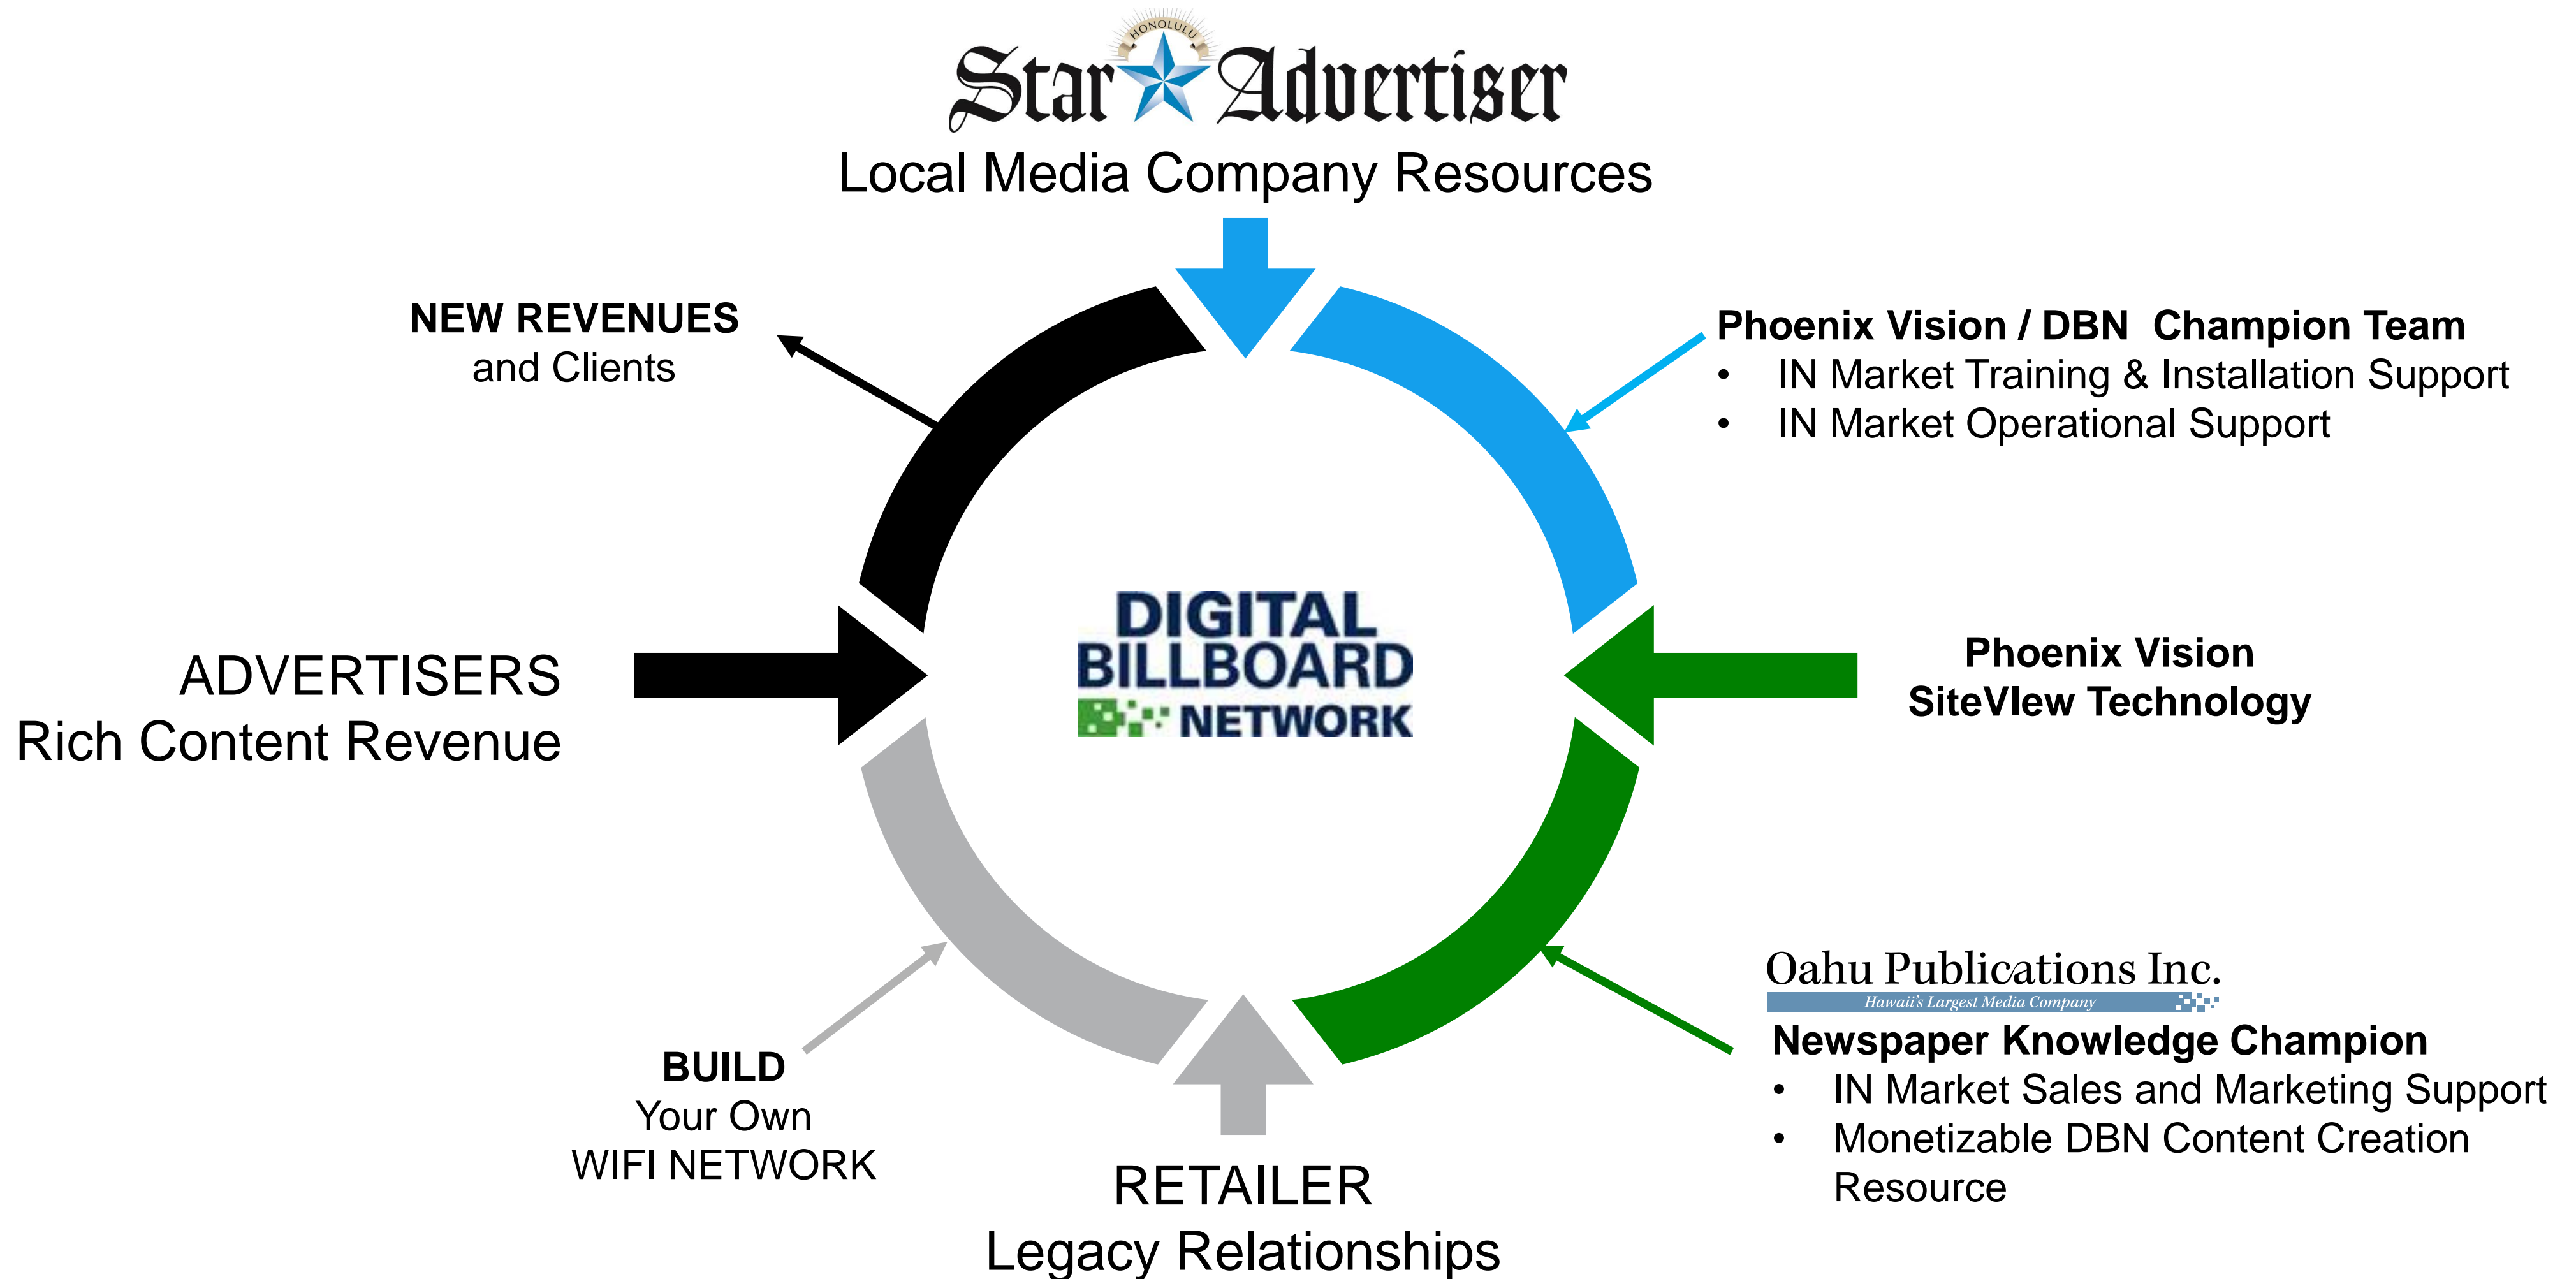 HONOLULU
Star Advertiser
Local Media Company Resources
NEW REVENUES
and Clients
Phoenix Vision / DBN  Champion Team
• IN Market Training & Installation Support
• IN Market Operational Support
DIGITAL
BILLBOARD
NETWORK
ADVERTISERS
Rich Content Revenue
Phoenix Vision
SiteVIew Technology
BUILD
Your Own
WIFI NETWORK
RETAILER
Legacy Relationships
Oahu Publications Inc.
Hawaii's Largest Media Company
Newspaper Knowledge Champion
• IN Market Sales and Marketing Support
• Monetizable DBN Content Creation
Resource